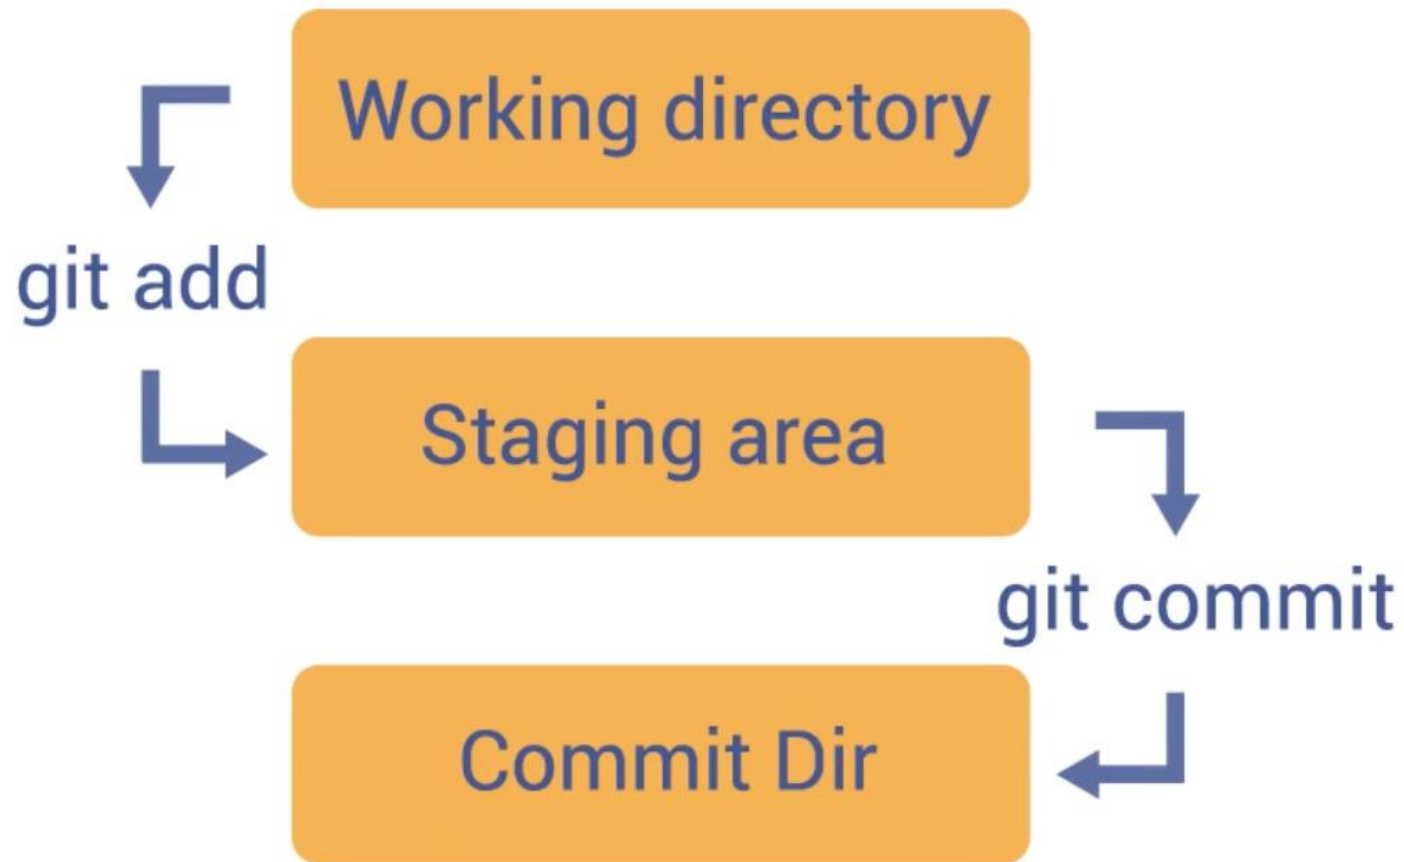 Working directory
git add
Staging area
git commit
Commit Dir